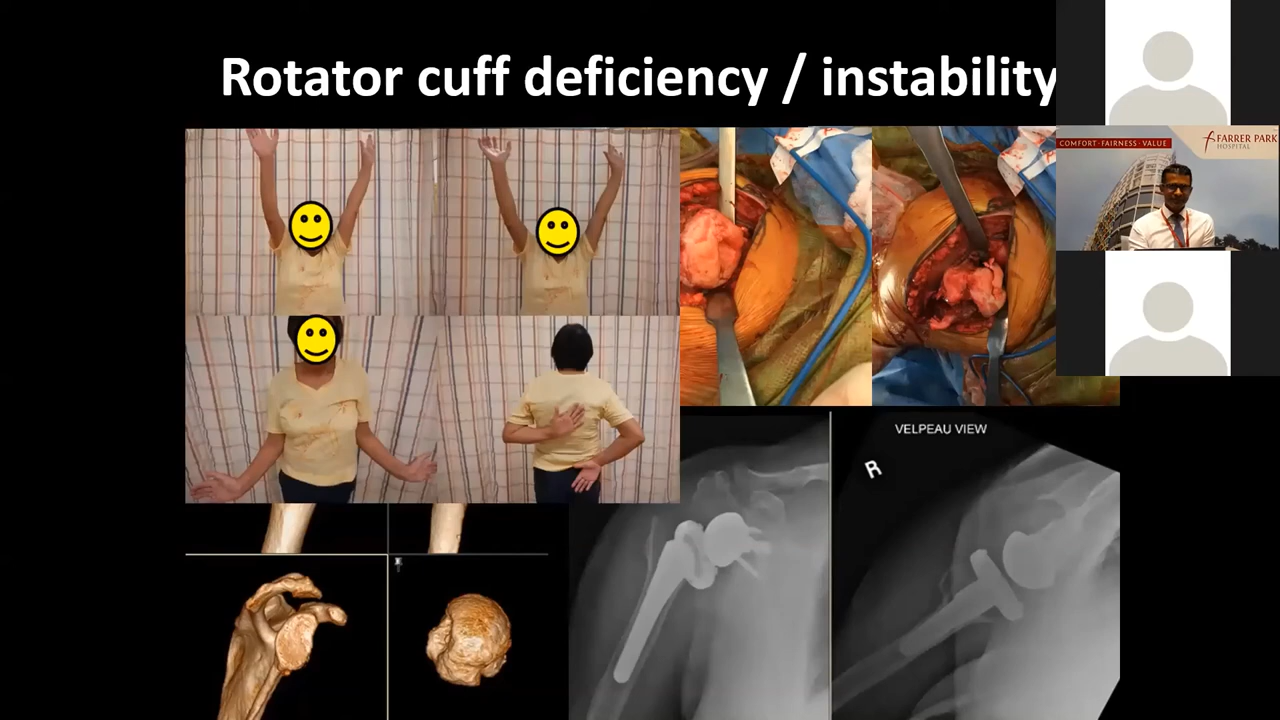 Rotator cuff deficiency / instability
COMFORT · FAIRNESS · VALUE
FARRER PARK
HOSPITAL
VELPEAU VIEW
R